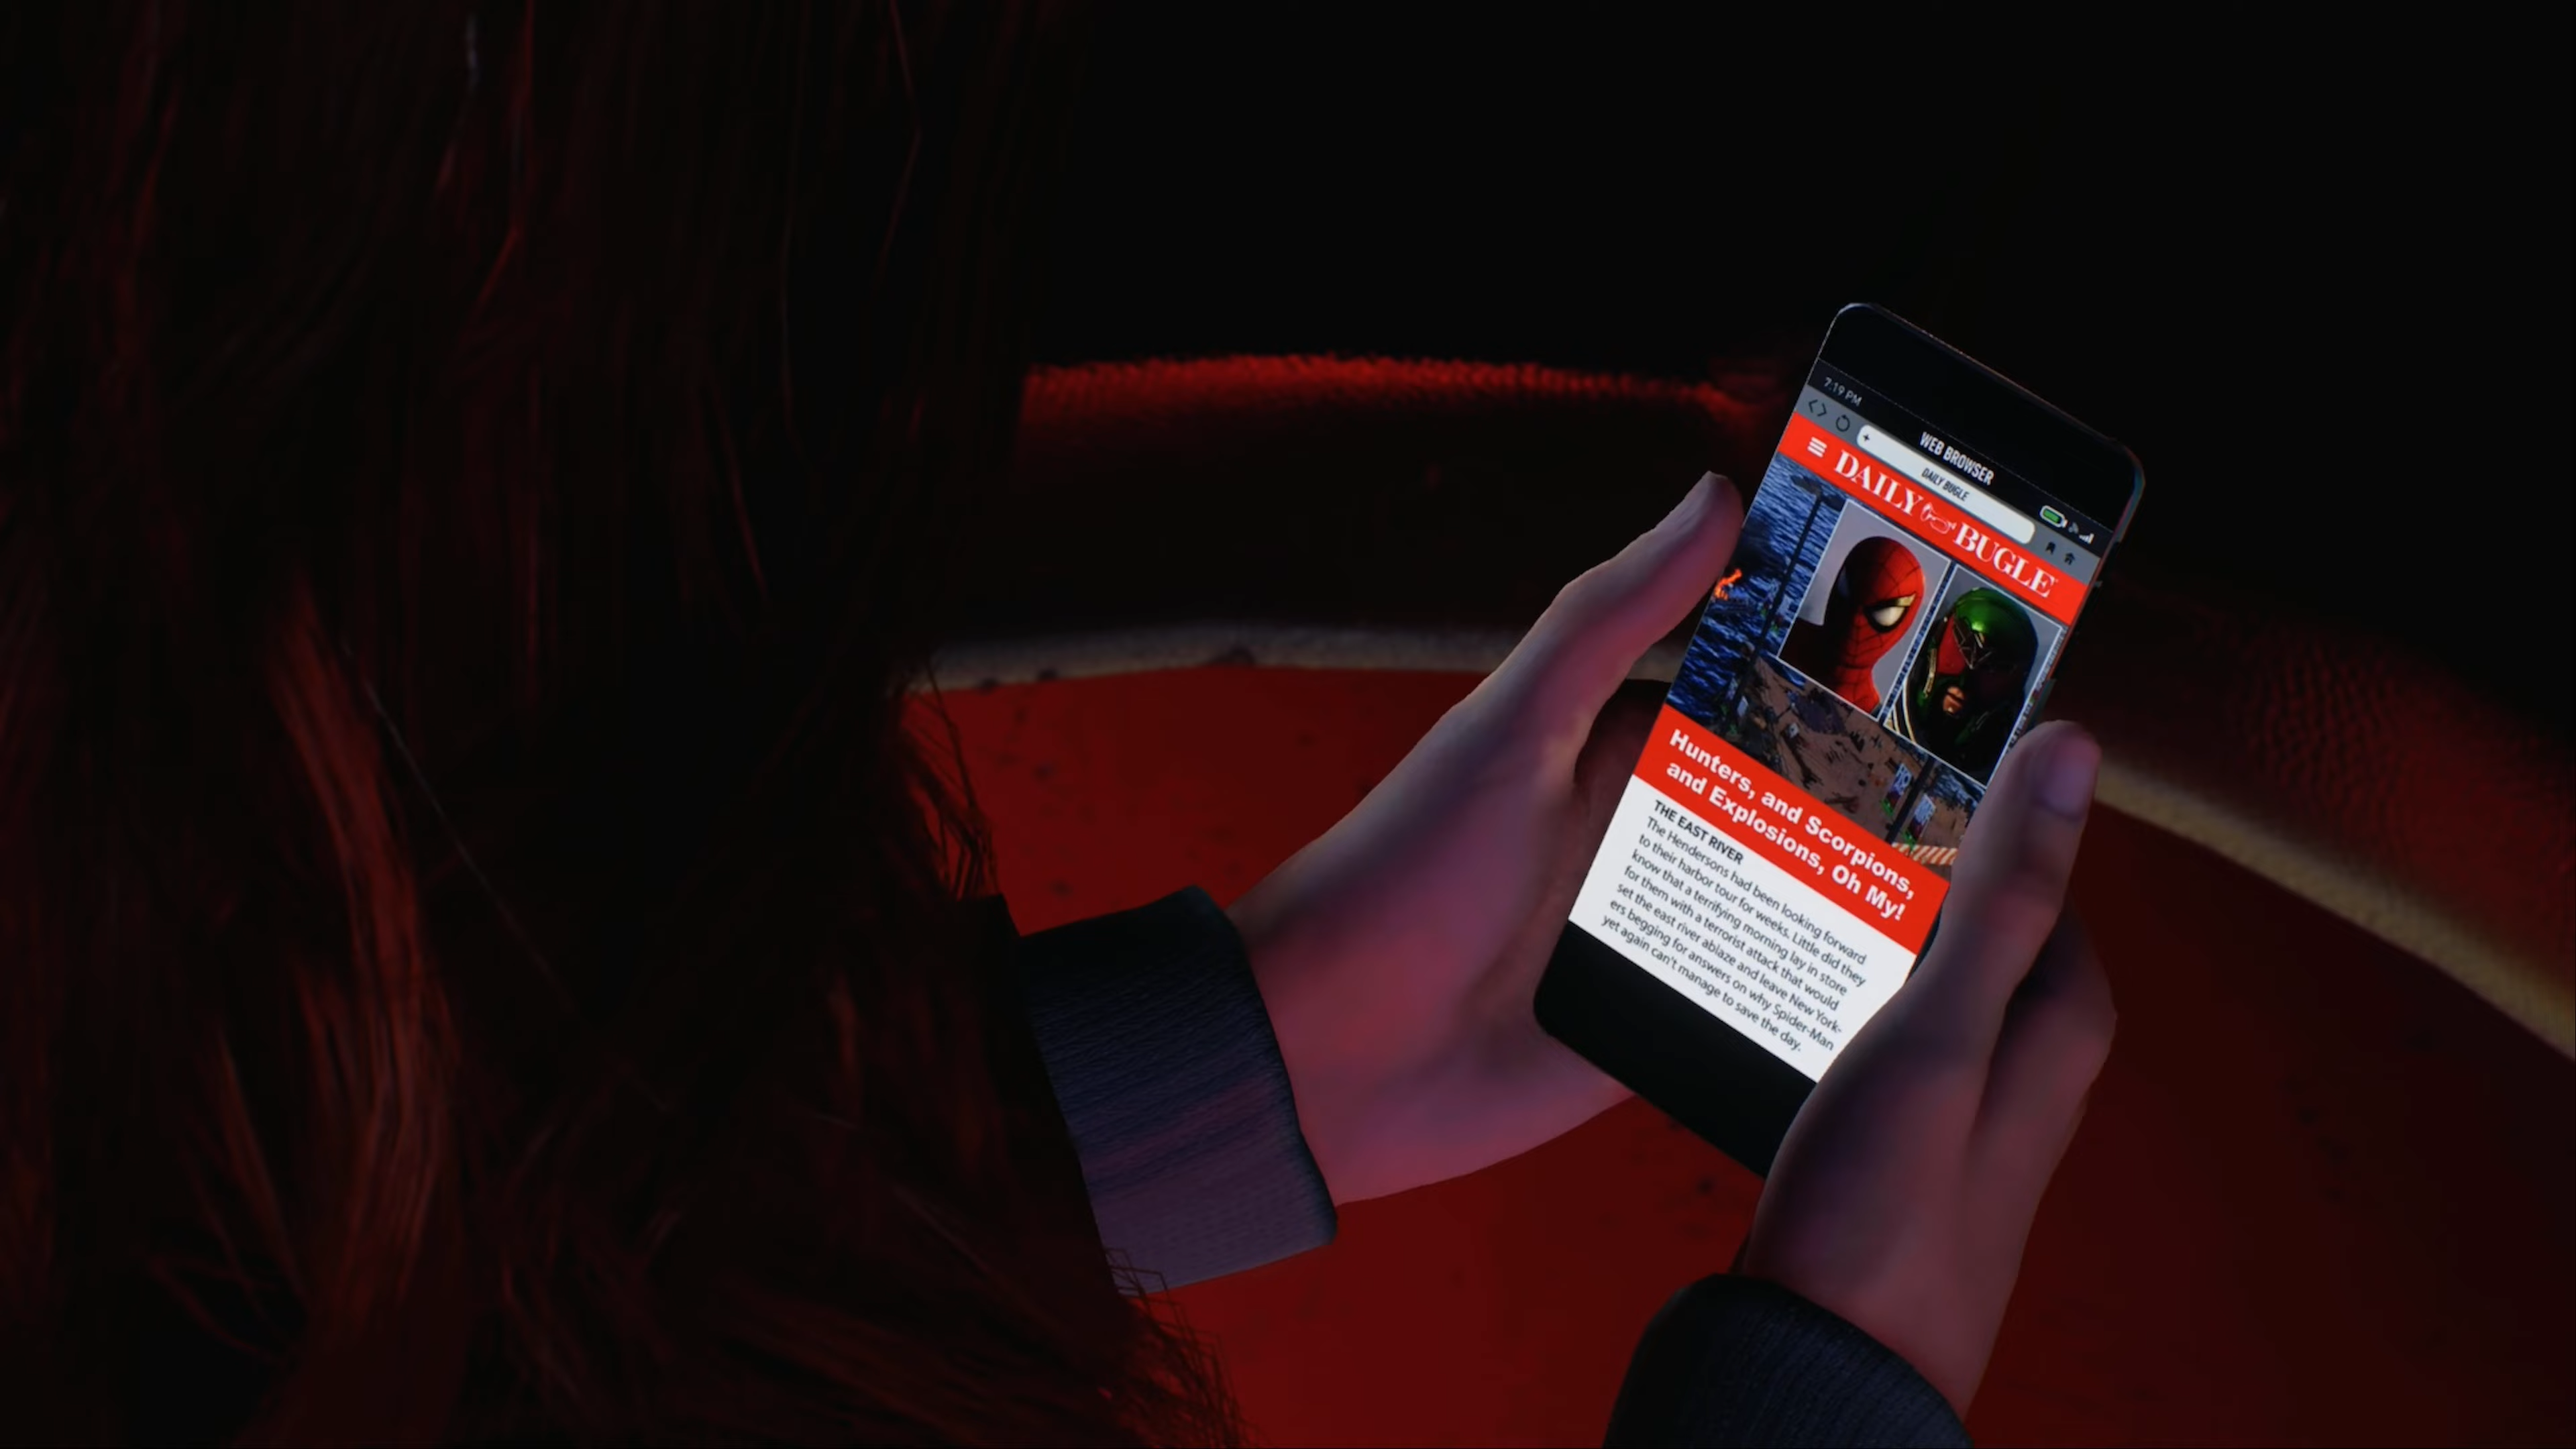 7:19 PM
WEB BROWSER
DAILY BUGLE
DAILY BUGLE
Hunters, and Scorpions,
and Explosions, Oh My!
THE EAST RIVER
The Hendersons had been looking forward
to their harbor tour for weeks. Little did they
know that a terrifying morning lay in store
for them with a terrorist attack that would
set the east river ablaze and leave New York-
ers begging for answers on why Spider-Man
yet again can't manage to save the day.